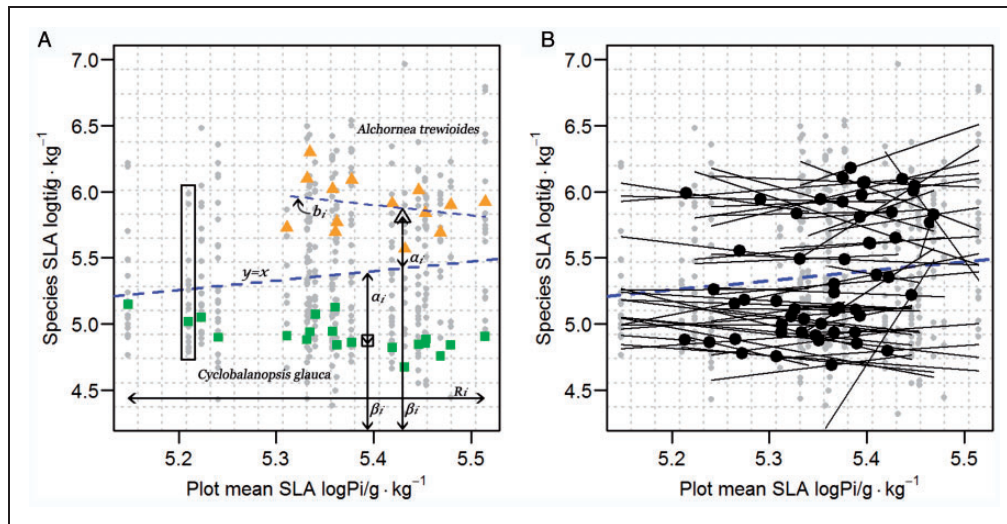 A
B
7.0
6.5
6.0
5.5
5.0
4.5
Species SLA logti/g · kg⁻¹
Alchornea trewioides
bᵢ
y=x
αᵢ
αᵢ
Cyclobalanopsis glauca
Rᵢ
βᵢ
βᵢ
5.2 5.3 5.4 5.5
Plot mean SLA logPi/g · kg⁻¹
7.0
6.5
6.0
5.5
5.0
4.5
Species SLA logti/g · kg⁻¹
5.2 5.3 5.4 5.5
Plot mean SLA logPi/g · kg⁻¹